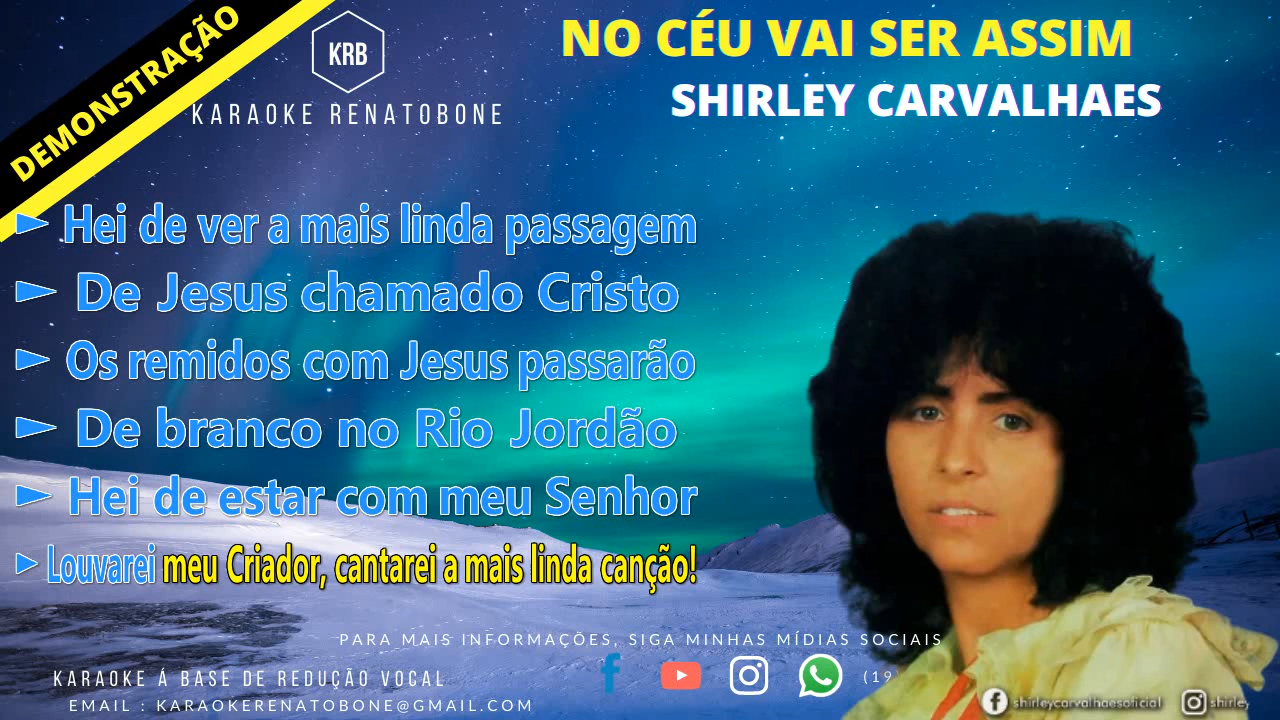 DEMONSTRAÇÃO
KRB
KARAOKE RENATOBONE
NO CÉU VAI SER ASSIM
SHIRLEY CARVALHAES
► Hei de ver a mais linda passagem
► De Jesus chamado Cristo
► Os remidos com Jesus passarão
► De branco no Rio Jordão
► Hei de estar com meu Senhor
► Louvarei meu Criador, cantarei a mais linda canção!
PARA MAIS INFORMAÇÕES, SIGA MINHAS MÍDIAS SOCIAIS
KARAOKE Á BASE DE REDUÇÃO VOCAL
(19
EMAIL : KARAOKERENATOBONE@GMAIL.COM
shirleycarvalhaesoficial
shirley